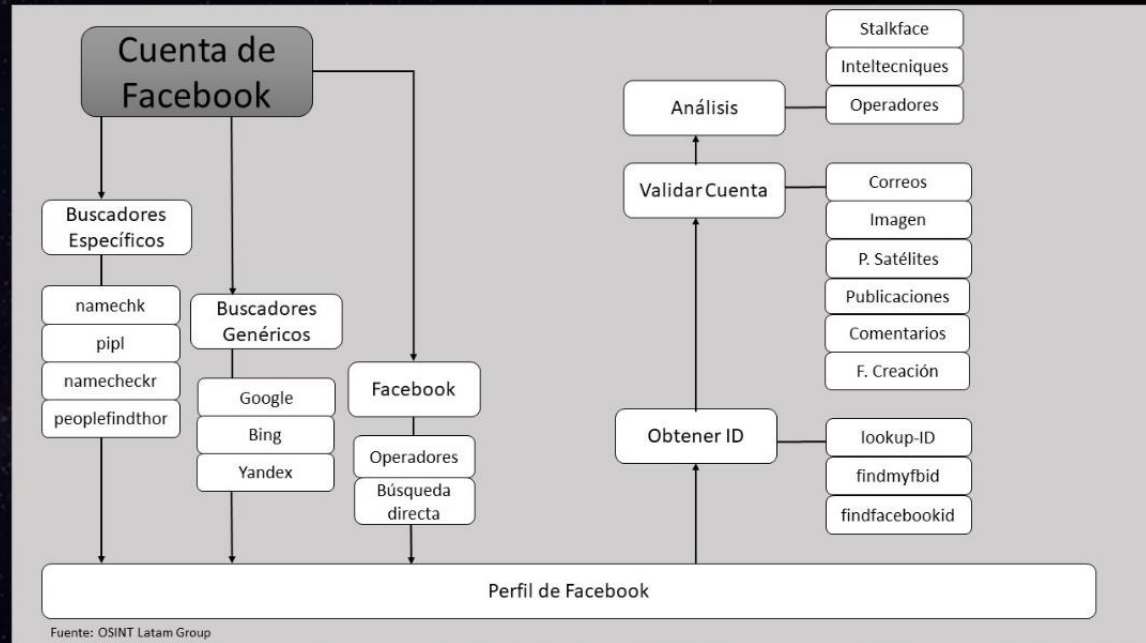 Cuenta de
Facebook
Buscadores
Específicos
namechk
pipl
namecheckr
peoplefindthor
Buscadores
Genéricos
Google
Bing
Yandex
Facebook
Operadores
Búsqueda
directa
Perfil de Facebook
Obtener ID
lookup-ID
findmyfbid
findfacebookid
Validar Cuenta
Correos
Imagen
P. Satélites
Publicaciones
Comentarios
F. Creación
Análisis
Stalkface
Inteltecniques
Operadores
Fuente: OSINT Latam Group